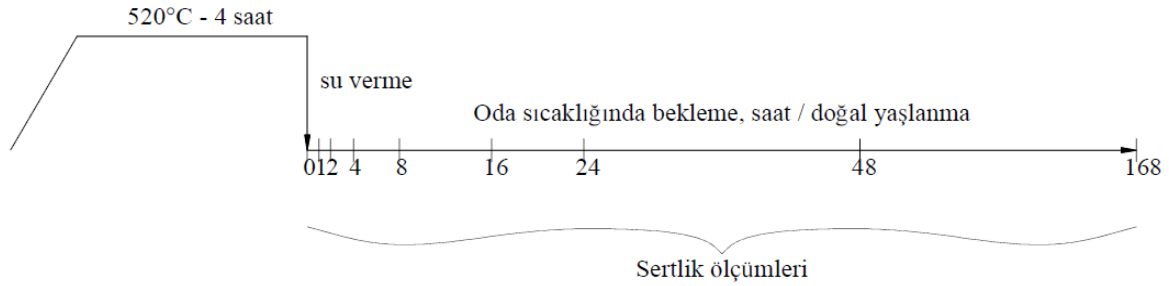 520°C - 4 saat
su verme
Oda sıcaklığında bekleme, saat / doğal yaşlanma
0 1 2 4 8 16 24 48 168
Sertlik ölçümleri